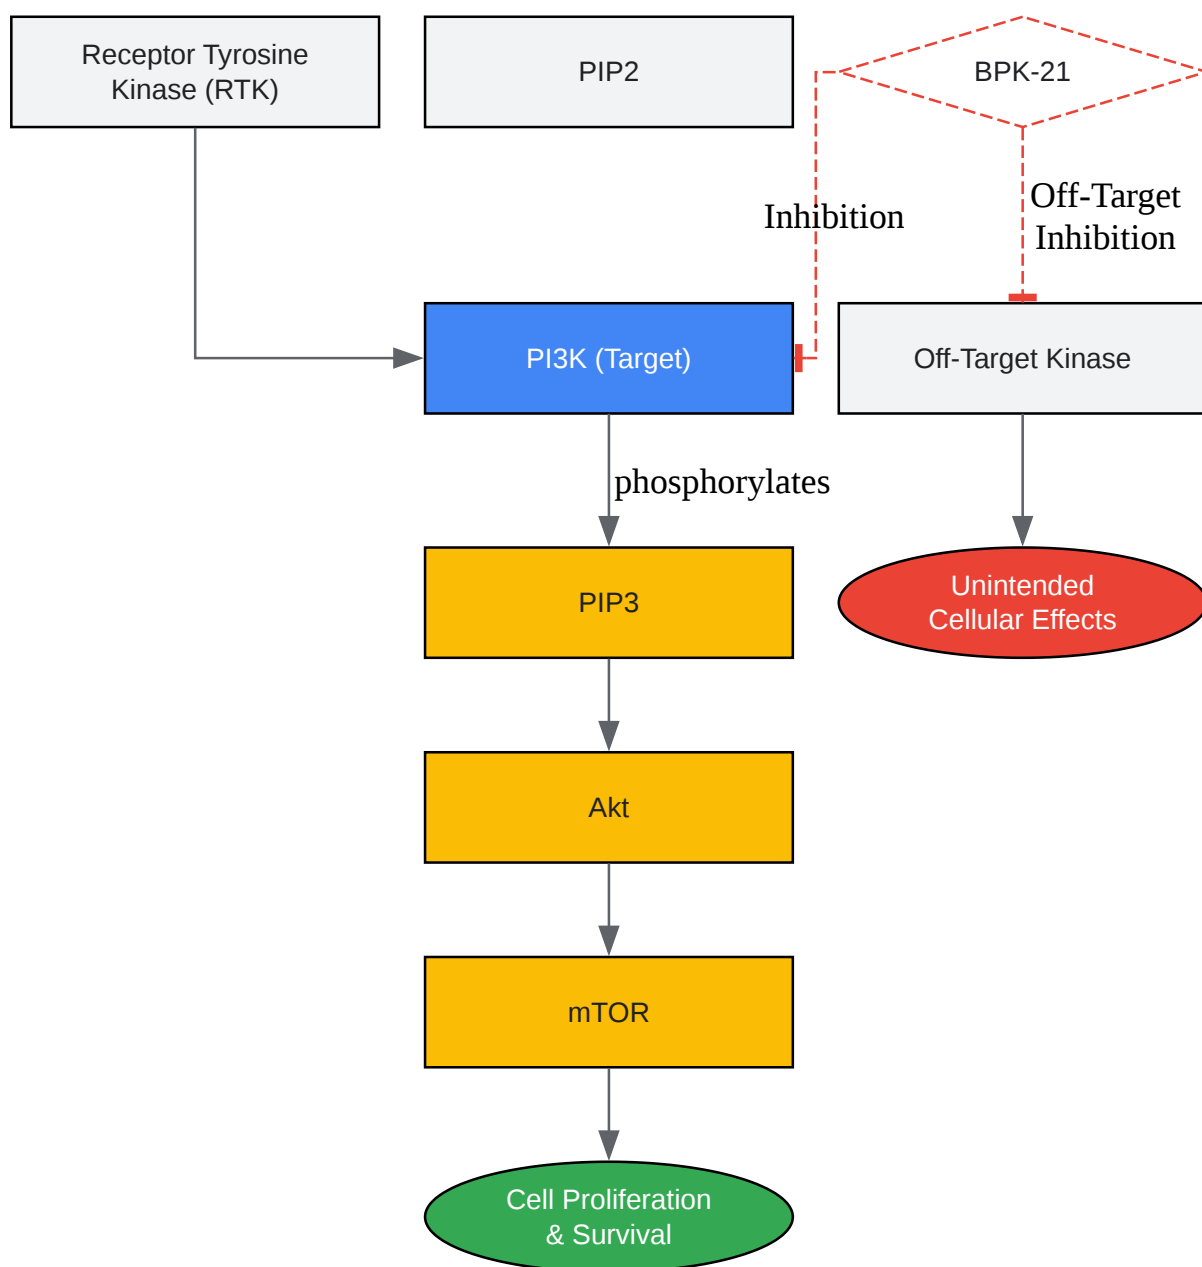 Receptor Tyrosine
Kinase (RTK)
PIP2
BPK-21
Inhibition
Off-Target
Inhibition
PI3K (Target)
Off-Target Kinase
phosphorylates
PIP3
Unintended
Cellular Effects
Akt
mTOR
Cell Proliferation
& Survival